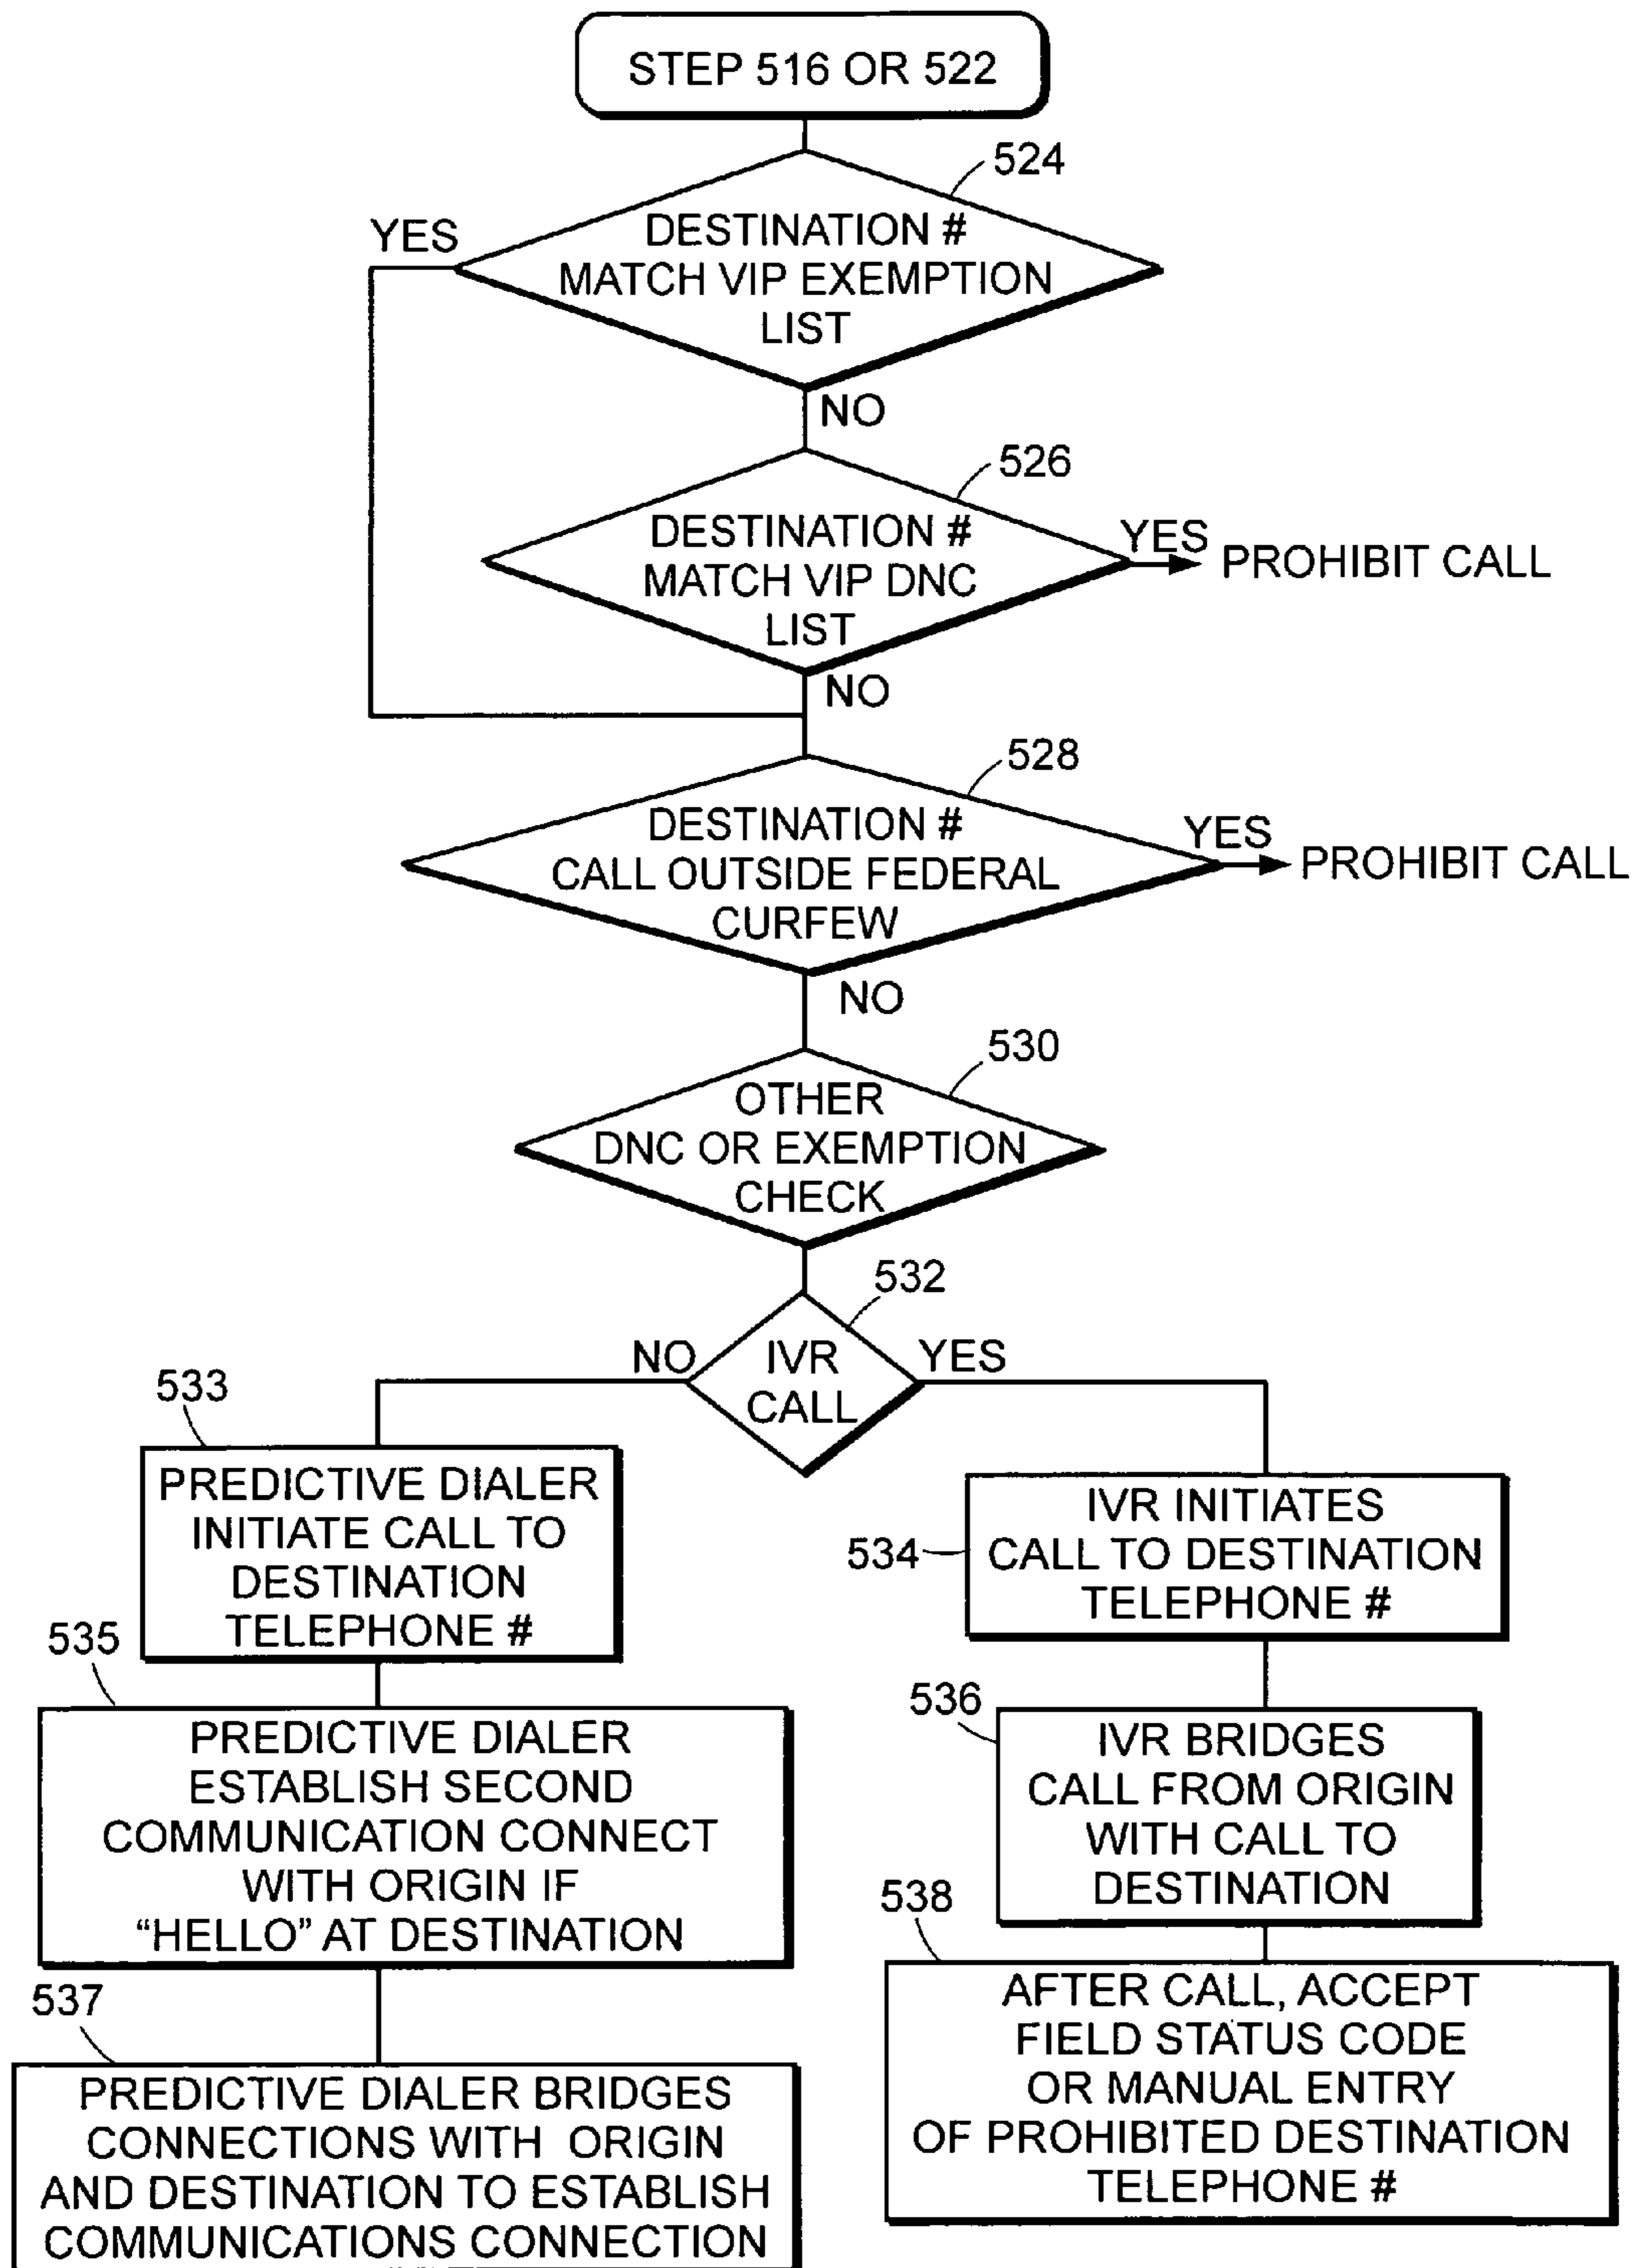 STEP 516 OR 522
524
YES
DESTINATION #
MATCH VIP EXEMPTION
LIST
NO
526
DESTINATION #
MATCH VIP DNC
LIST
YES
PROHIBIT CALL
NO
528
DESTINATION #
CALL OUTSIDE FEDERAL
CURFEW
YES
PROHIBIT CALL
NO
530
OTHER
DNC OR EXEMPTION
CHECK
532
NO
IVR
CALL
YES
533
PREDICTIVE DIALER
INITIATE CALL TO
DESTINATION
TELEPHONE #
534
IVR INITIATES
CALL TO DESTINATION
TELEPHONE #
535
PREDICTIVE DIALER
ESTABLISH SECOND
COMMUNICATION CONNECT
WITH ORIGIN IF
“HELLO” AT DESTINATION
536
IVR BRIDGES
CALL FROM ORIGIN
WITH CALL TO
DESTINATION
537
PREDICTIVE DIALER BRIDGES
CONNECTIONS WITH ORIGIN
AND DESTINATION TO ESTABLISH
COMMUNICATIONS CONNECTION
538
AFTER CALL, ACCEPT
FIELD STATUS CODE
OR MANUAL ENTRY
OF PROHIBITED DESTINATION
TELEPHONE #